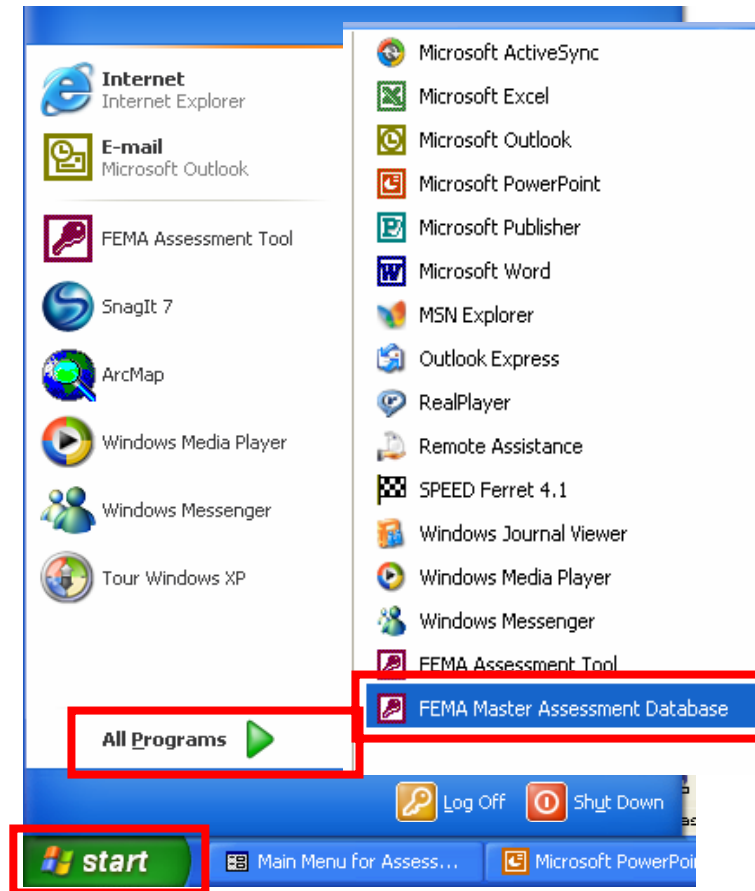 Internet
Internet Explorer
E-mail
Microsoft Outlook
FEMA Assessment Tool
SnagIt 7
ArcMap
Windows Media Player
Windows Messenger
Tour Windows XP
All Programs
Microsoft ActiveSync
Microsoft Excel
Microsoft Outlook
Microsoft PowerPoint
Microsoft Publisher
Microsoft Word
MSN Explorer
Outlook Express
RealPlayer
Remote Assistance
SPEED Ferret 4.1
Windows Journal Viewer
Windows Media Player
Windows Messenger
FEMA Assessment Tool
FEMA Master Assessment Database
Log Off Shut Down
start Main Menu for Assess... Microsoft PowerPoi